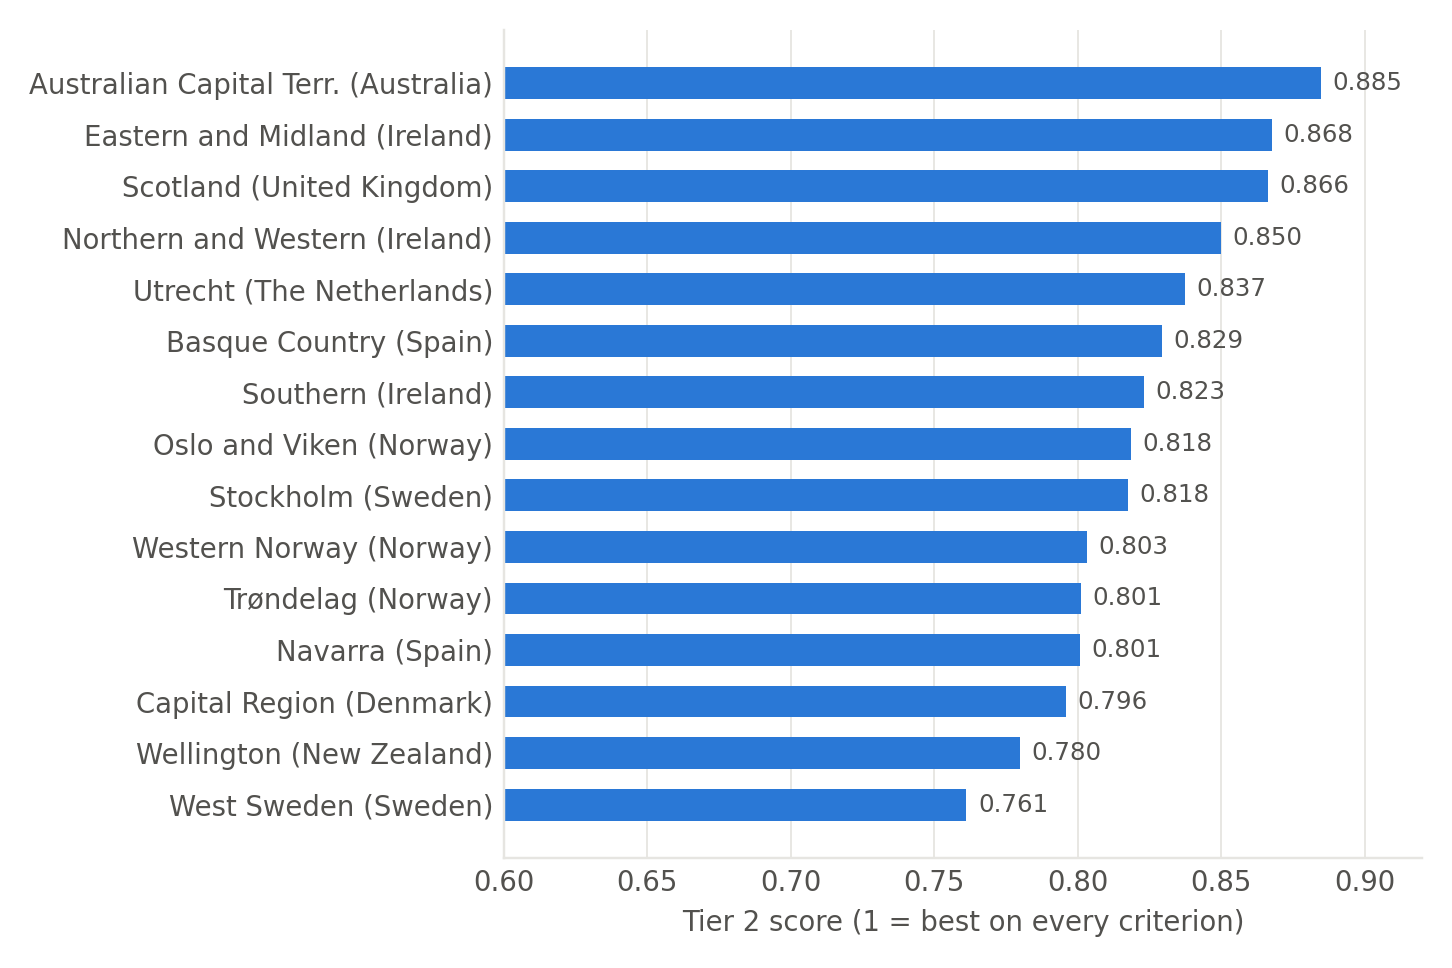 Australian Capital Terr. (Australia) 0.885
Eastern and Midland (Ireland) 0.868
Scotland (United Kingdom) 0.866
Northern and Western (Ireland) 0.850
Utrecht (The Netherlands) 0.837
Basque Country (Spain) 0.829
Southern (Ireland) 0.823
Oslo and Viken (Norway) 0.818
Stockholm (Sweden) 0.818
Western Norway (Norway) 0.803
Trøndelag (Norway) 0.801
Navarra (Spain) 0.801
Capital Region (Denmark) 0.796
Wellington (New Zealand) 0.780
West Sweden (Sweden) 0.761
0.60 0.65 0.70 0.75 0.80 0.85 0.90
Tier 2 score (1 = best on every criterion)